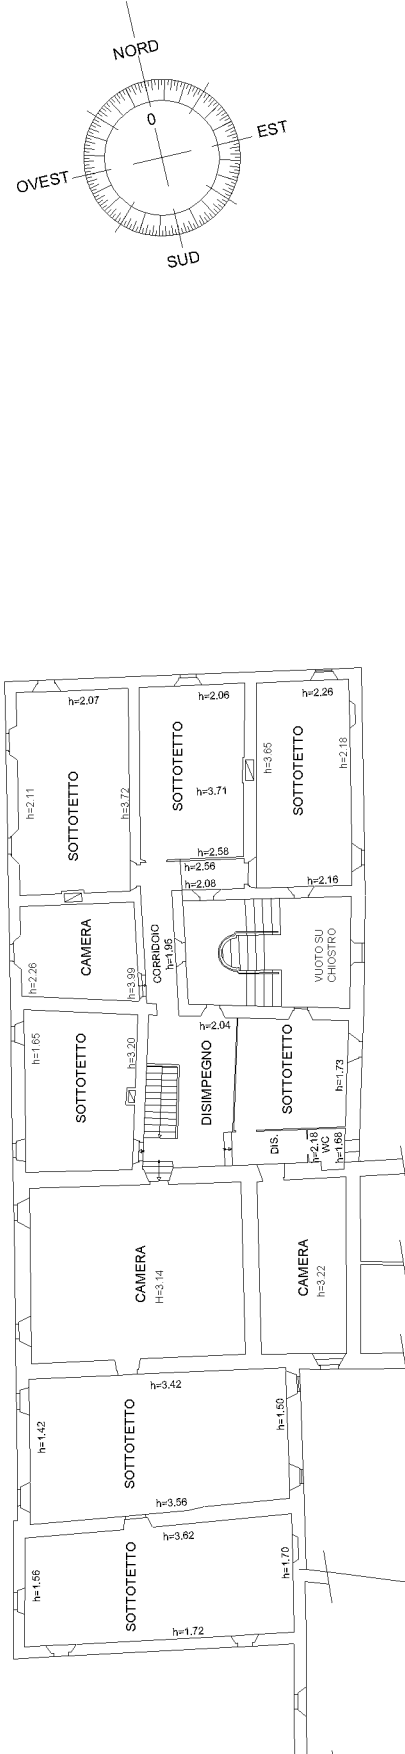 NORD
0
EST
OVEST
SUD
h=2.07
h=2.06
h=2.26
h=2.11
SOTTOTETTO
h=3.72
SOTTOTETTO
h=3.71
h=3.65
SOTTOTETTO
h=2.18
h=2.58
h=2.56
h=2.08
h=2.16
h=2.26
CAMERA
h=3.99
CORRIDOIO
h=1.95
VUOTO SU
CHIOSTRO
h=2.04
h=1.65
SOTTOTETTO
h=3.20
DISIMPEGNO
SOTTOTETTO
h=1.73
DIS.
h=2.18
WC
h=1.68
CAMERA
H=3.14
CAMERA
h=3.22
h=3.42
h=1.42
SOTTOTETTO
h=1.50
h=3.56
h=3.62
h=1.56
SOTTOTETTO
h=1.70
h=1.72